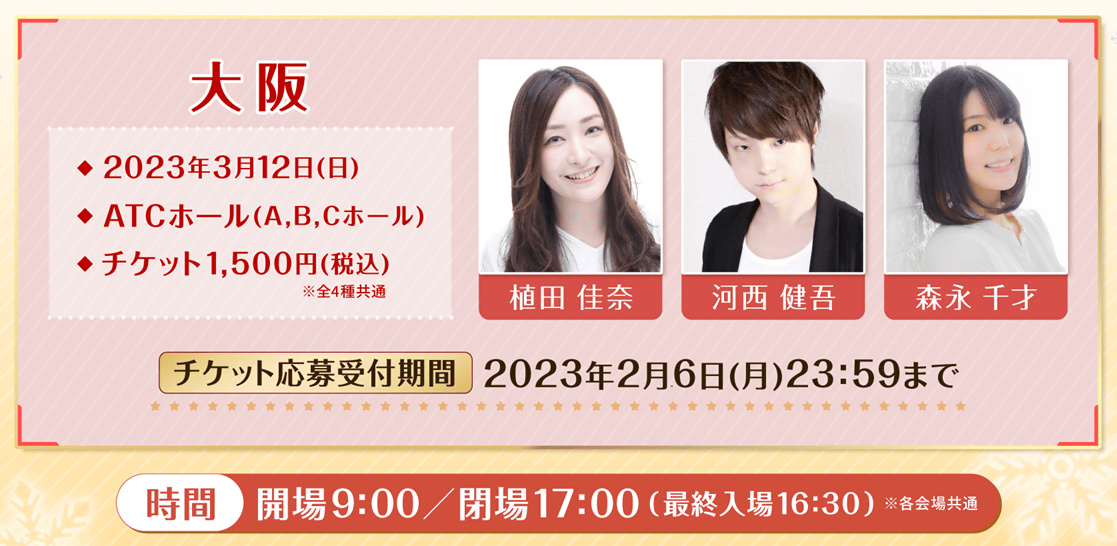 大阪
◆ 2023年3月12日(日)
◆ ATCホール(A,B,Cホール)
◆ チケット1,500円(税込)
※全4種共通
植田 佳奈
河西 健吾
森永 千才
チケット応募受付期間 2023年2月6日(月)23:59まで
時間 開場9:00／閉場17:00(最終入場16:30) ※各会場共通